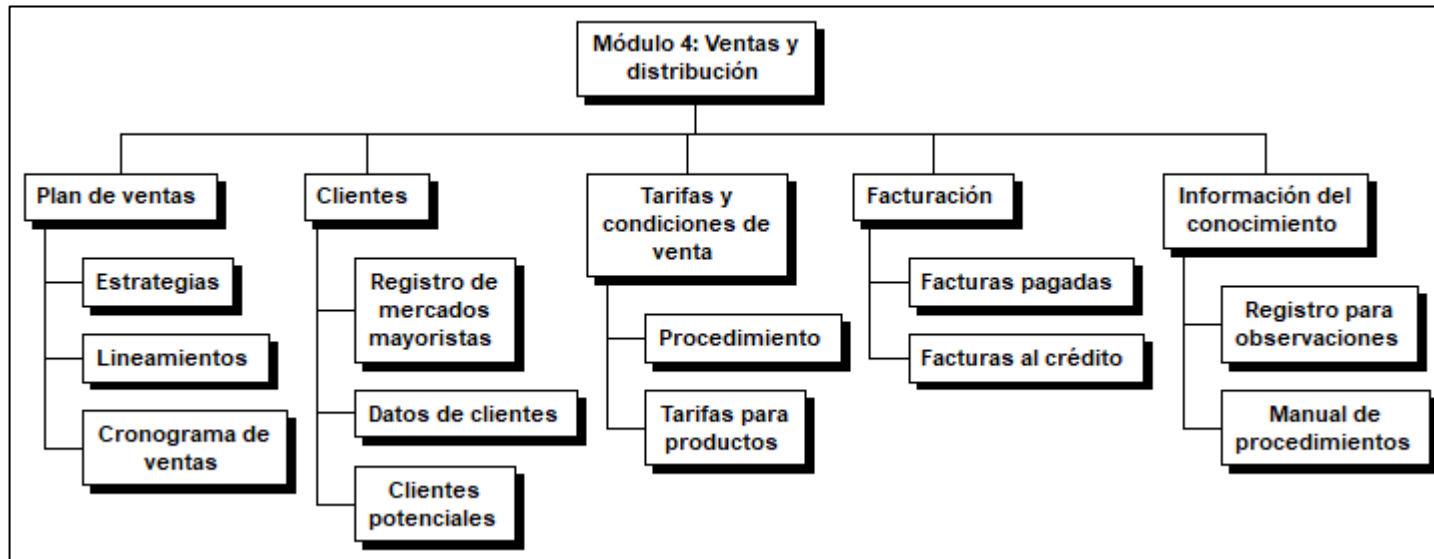 Módulo 4: Ventas y
distribución
Plan de ventas
Estrategias
Lineamientos
Cronograma de
ventas
Clientes
Registro de
mercados
mayoristas
Datos de clientes
Clientes
potenciales
Tarifas y
condiciones de
venta
Procedimiento
Tarifas para
productos
Facturación
Facturas pagadas
Facturas al crédito
Información del
conocimiento
Registro para
observaciones
Manual de
procedimientos